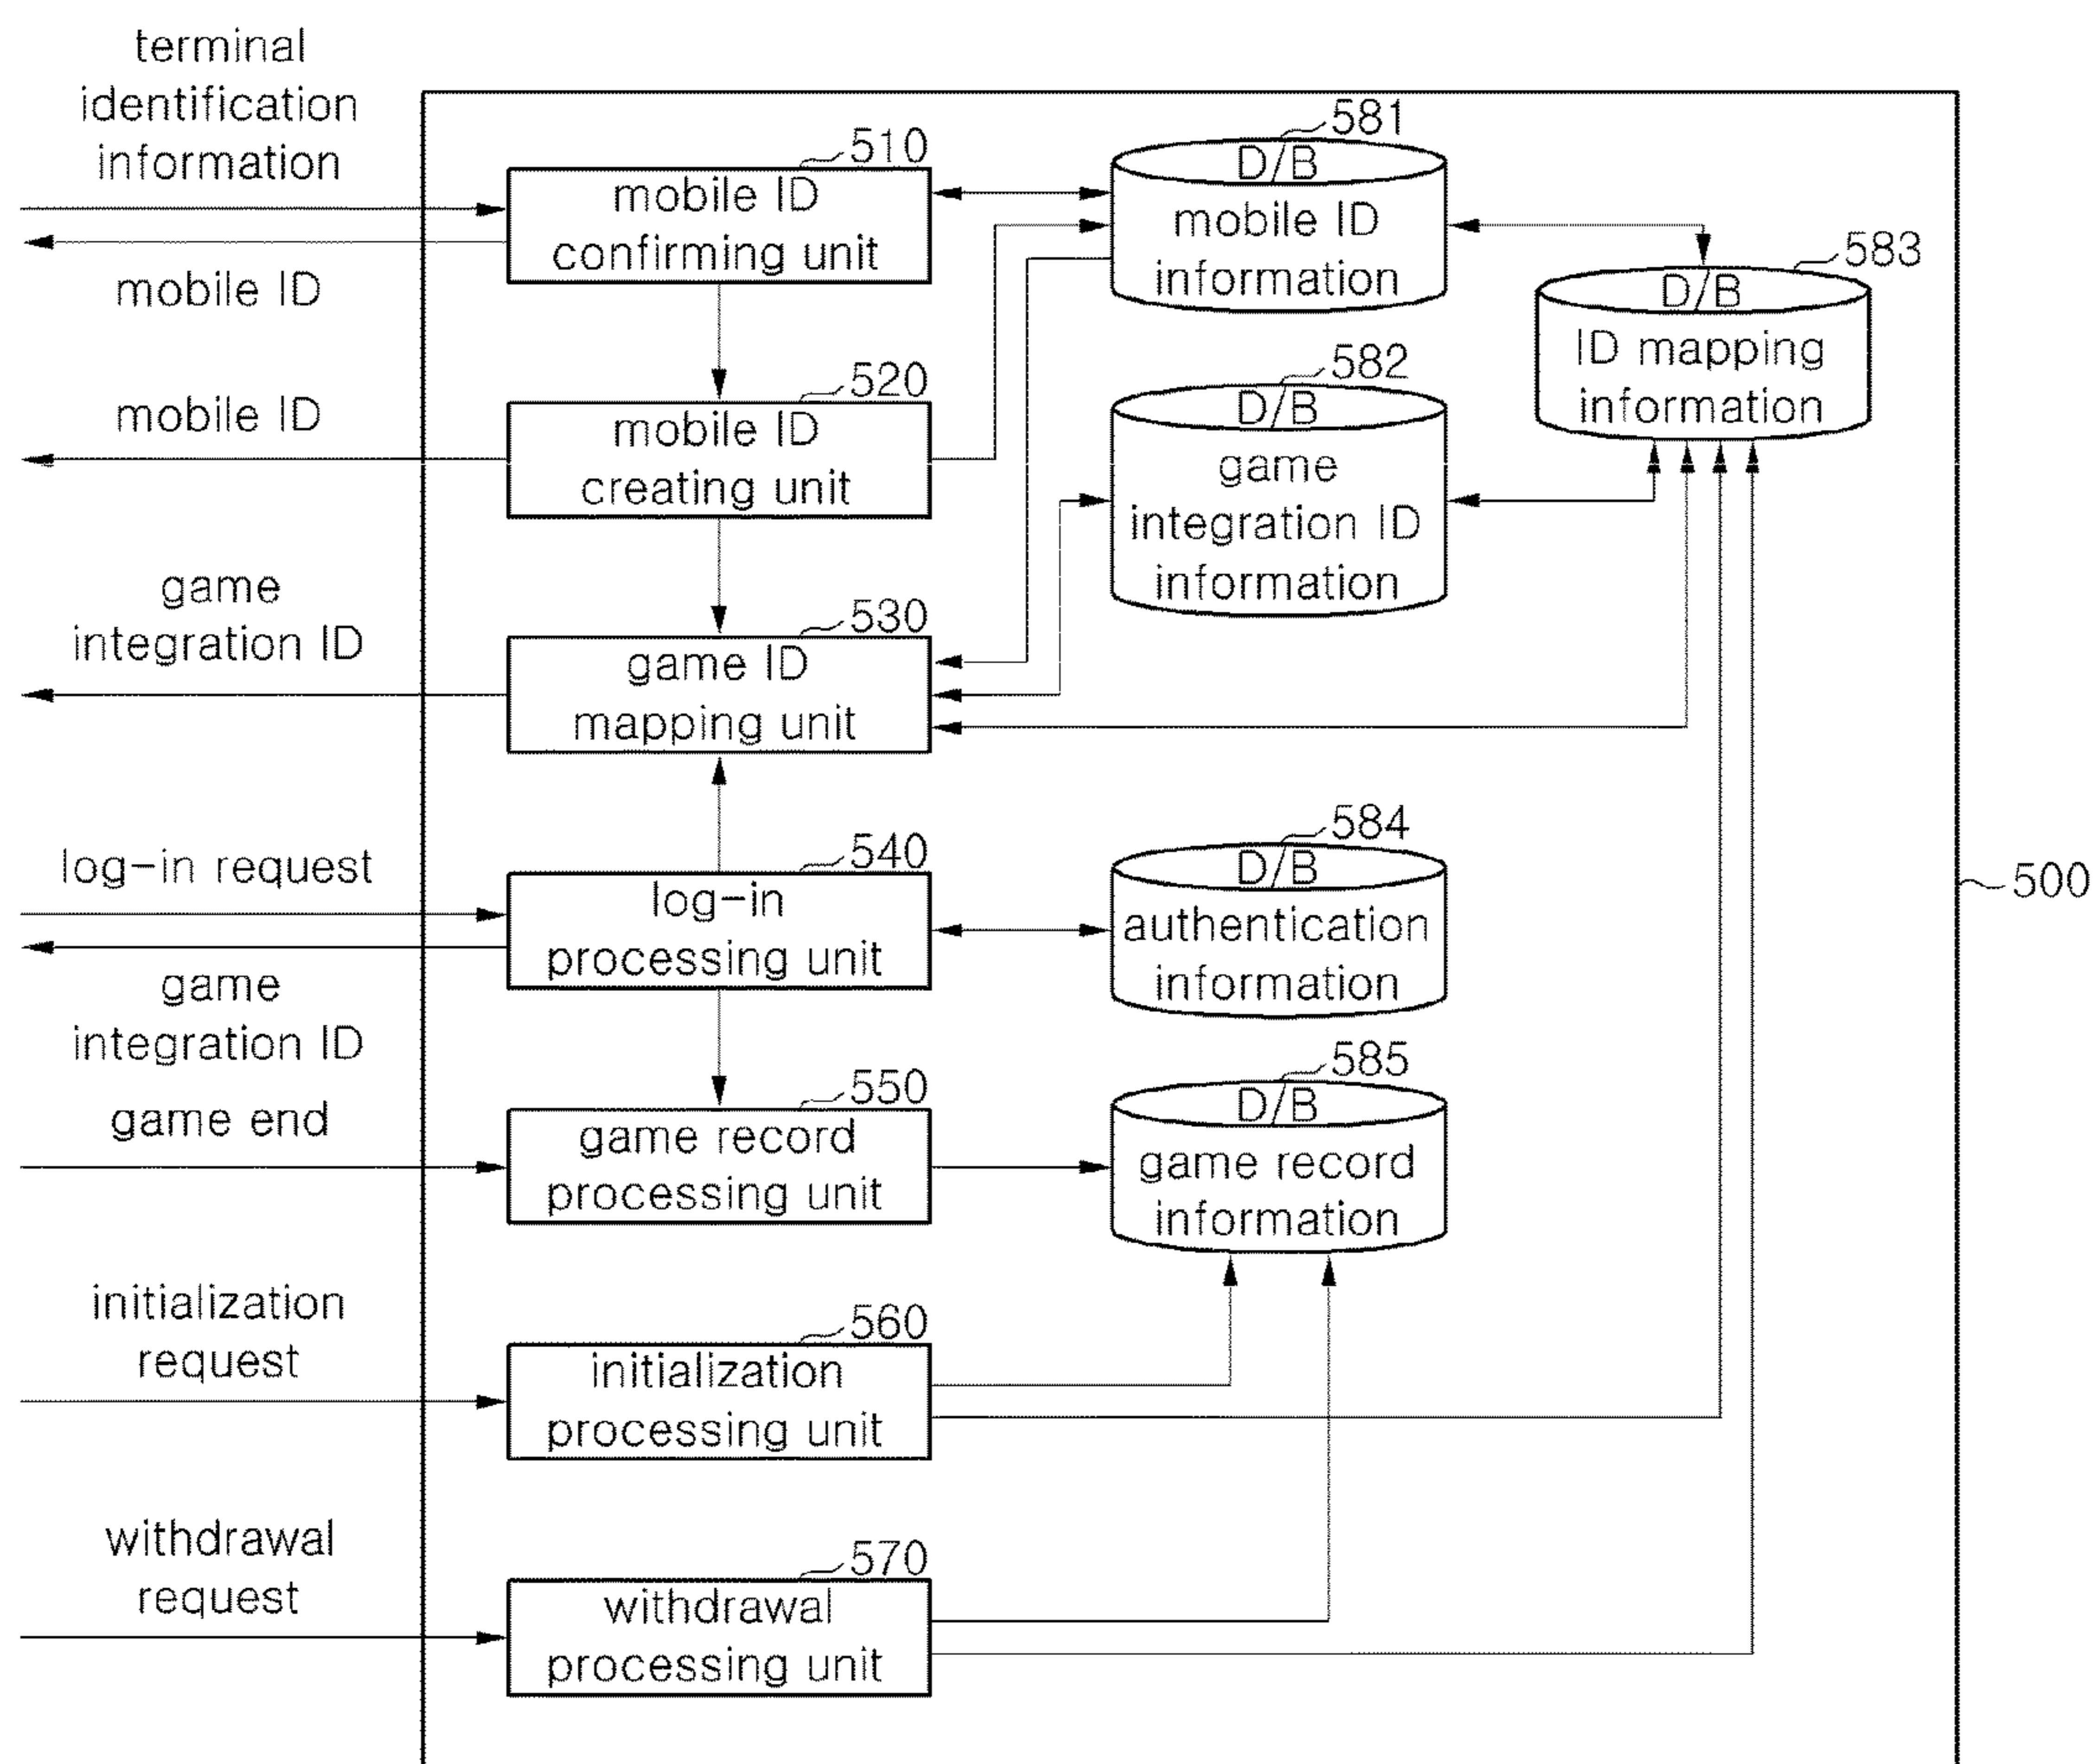 terminal
identification
information
mobile ID
mobile ID
game
integration ID
log-in request
game
integration ID
game end
initialization
request
withdrawal
request
510
mobile ID
confirming unit
520
mobile ID
creating unit
530
game ID
mapping unit
540
log-in
processing unit
550
game record
processing unit
560
initialization
processing unit
570
withdrawal
processing unit
581
D/B
mobile ID
information
582
D/B
game
integration ID
information
583
D/B
ID mapping
information
584
D/B
authentication
information
585
D/B
game record
information
500